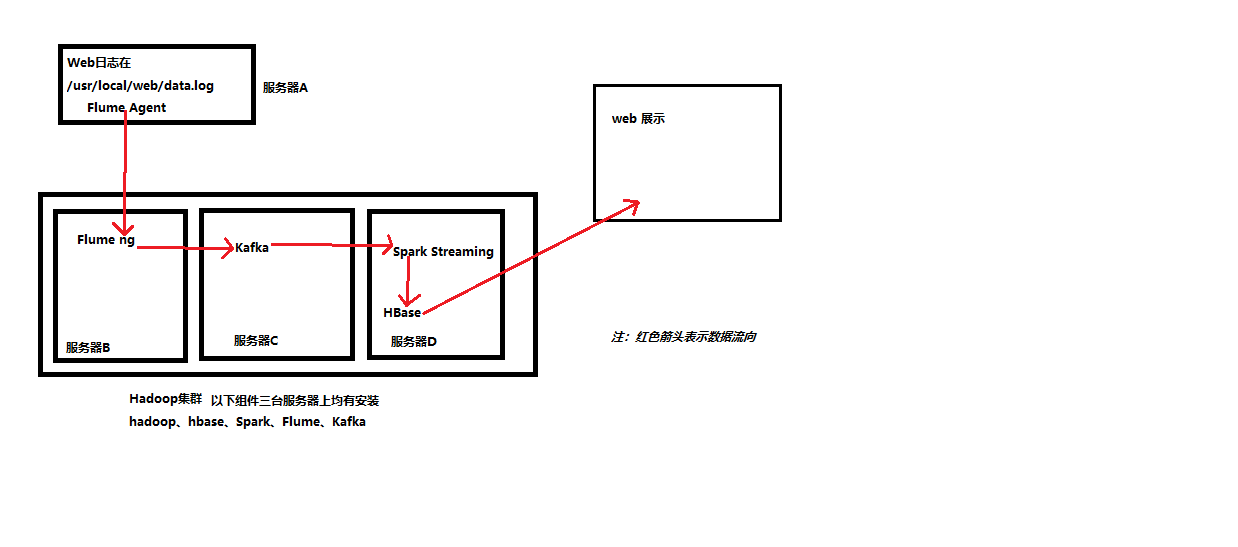 Web日志在
/usr/local/web/data.log
Flume Agent
服务器A
web 展示
Flume ng
Kafka
Spark Streaming
HBase
服务器B
服务器C
服务器D
注：红色箭头表示数据流向
Hadoop集群 以下组件三台服务器上均有安装
hadoop、hbase、Spark、Flume、Kafka